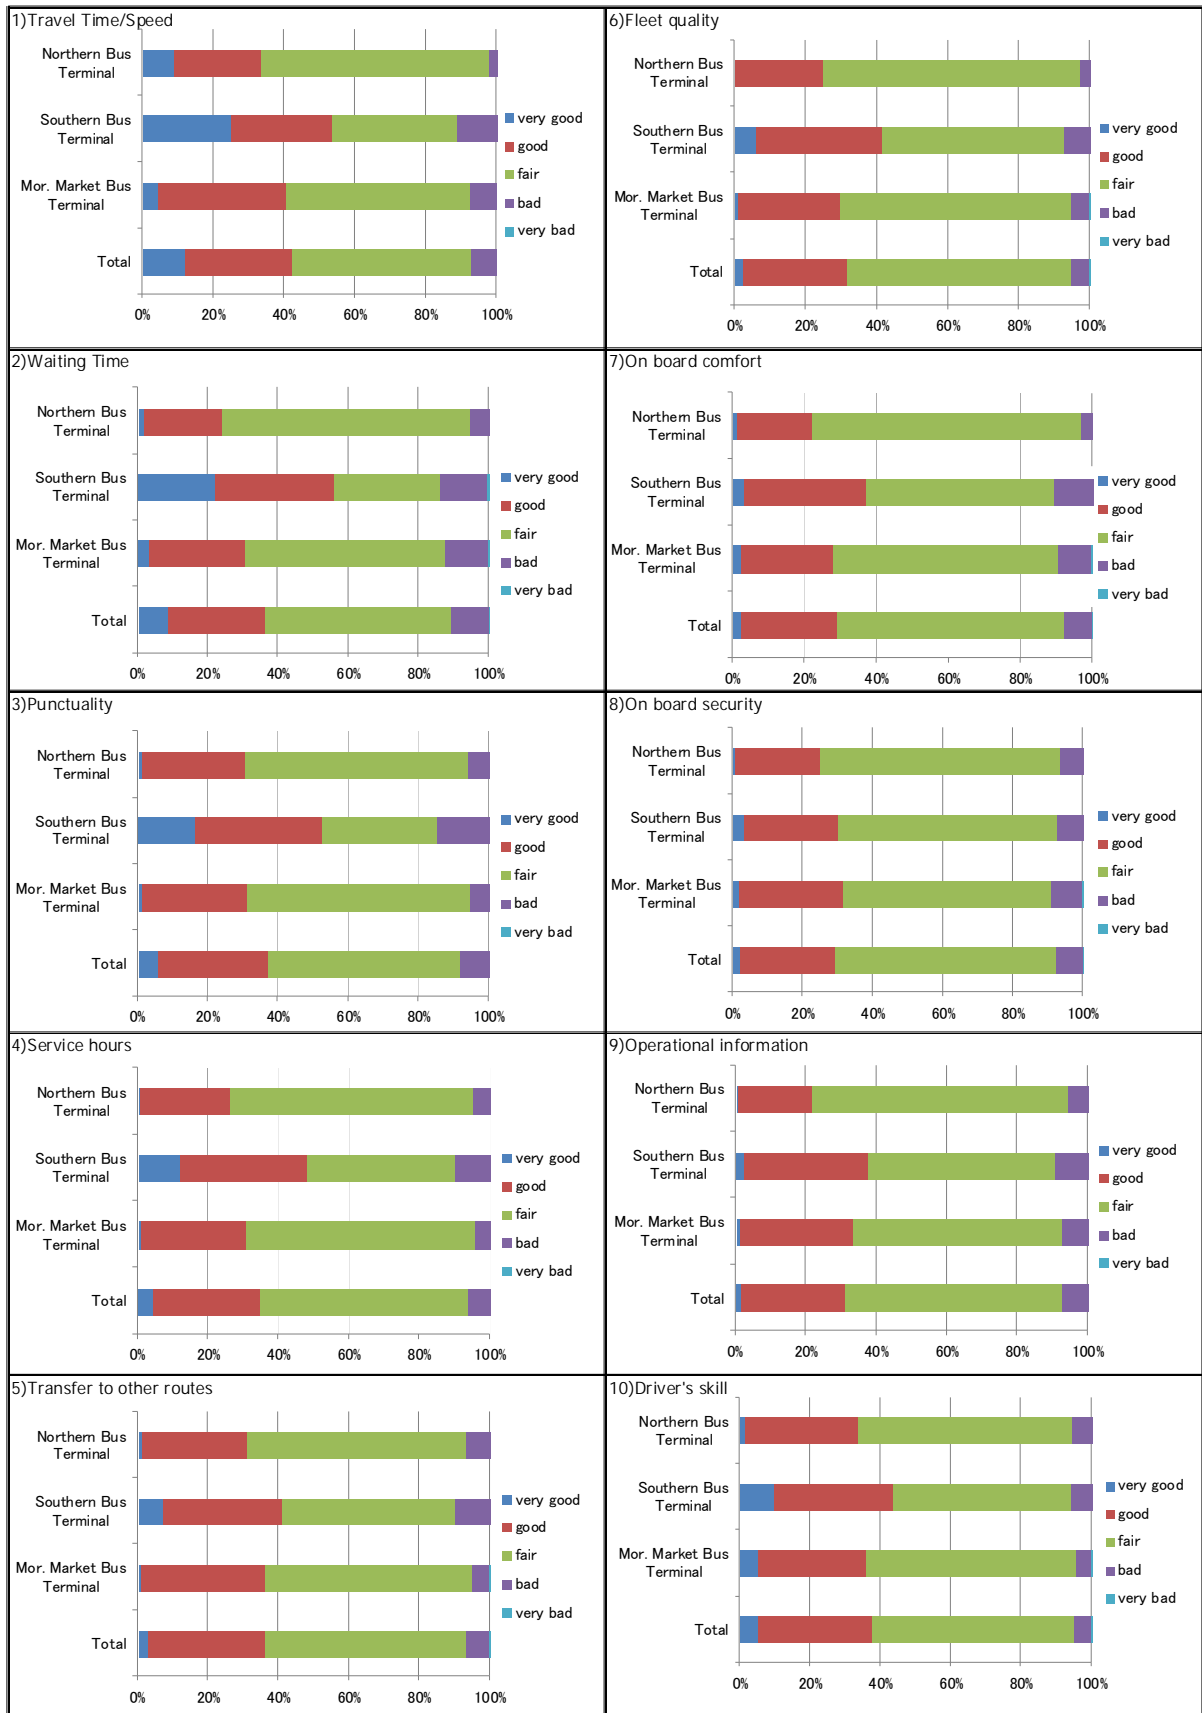 1)Travel Time/Speed
Northern Bus
Terminal
Southern Bus
Terminal
Mor. Market Bus
Terminal
Total
0% 20% 40% 60% 80% 100%
very good
good
fair
bad
very bad
6)Fleet quality
Northern Bus
Terminal
Southern Bus
Terminal
Mor. Market Bus
Terminal
Total
0% 20% 40% 60% 80% 100%
very good
good
fair
bad
very bad
2)Waiting Time
Northern Bus
Terminal
Southern Bus
Terminal
Mor. Market Bus
Terminal
Total
0% 20% 40% 60% 80% 100%
very good
good
fair
bad
very bad
7)On board comfort
Northern Bus
Terminal
Southern Bus
Terminal
Mor. Market Bus
Terminal
Total
0% 20% 40% 60% 80% 100%
very good
good
fair
bad
very bad
3)Punctuality
Northern Bus
Terminal
Southern Bus
Terminal
Mor. Market Bus
Terminal
Total
0% 20% 40% 60% 80% 100%
very good
good
fair
bad
very bad
8)On board security
Northern Bus
Terminal
Southern Bus
Terminal
Mor. Market Bus
Terminal
Total
0% 20% 40% 60% 80% 100%
very good
good
fair
bad
very bad
4)Service hours
Northern Bus
Terminal
Southern Bus
Terminal
Mor. Market Bus
Terminal
Total
0% 20% 40% 60% 80% 100%
very good
good
fair
bad
very bad
9)Operational information
Northern Bus
Terminal
Southern Bus
Terminal
Mor. Market Bus
Terminal
Total
0% 20% 40% 60% 80% 100%
very good
good
fair
bad
very bad
5)Transfer to other routes
Northern Bus
Terminal
Southern Bus
Terminal
Mor. Market Bus
Terminal
Total
0% 20% 40% 60% 80% 100%
very good
good
fair
bad
very bad
10)Driver's skill
Northern Bus
Terminal
Southern Bus
Terminal
Mor. Market Bus
Terminal
Total
0% 20% 40% 60% 80% 100%
very good
good
fair
bad
very bad